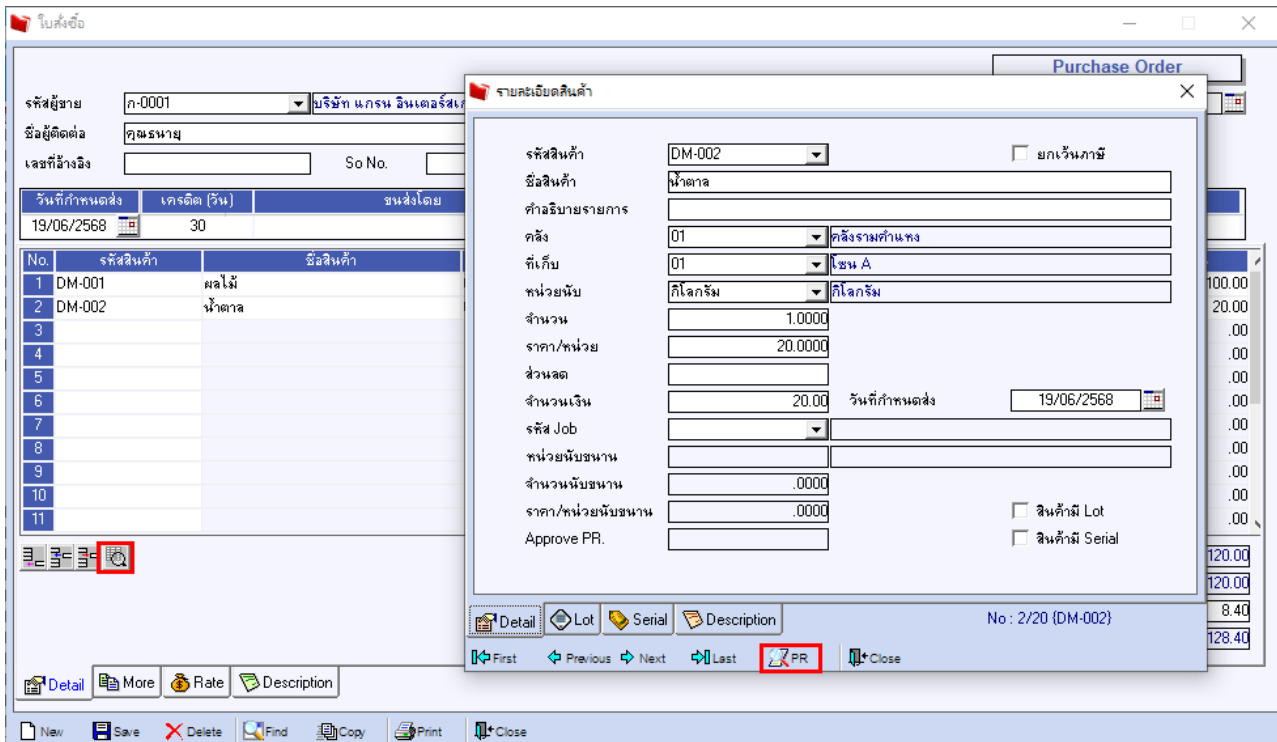 ใบสั่งซื้อ
Purchase Order
รหัสผู้ขาย ก-0001 บริษัท แกรน อินเตอร์สเ
ชื่อผู้ติดต่อ คุณธนายุ
เลขที่อ้างอิง So No.
วันที่กำหนดส่ง เครดิต (วัน) ขนส่งโดย
19/06/2568 30
No. รหัสสินค้า ชื่อสินค้า
1 DM-001 ผลไม้ 100.00
2 DM-002 น้ำตาล 20.00
3 .00
4 .00
5 .00
6 .00
7 .00
8 .00
9 .00
10 .00
11 .00
120.00
120.00
8.40
128.40
Detail More Rate Description
New Save Delete Find Copy Print Close
รายละเอียดสินค้า
รหัสสินค้า DM-002 ยกเว้นภาษี
ชื่อสินค้า น้ำตาล
คำอธิบายรายการ
คลัง 01 คลังรามคำแหง
ที่เก็บ 01 โซน A
หน่วยนับ กิโลกรัม กิโลกรัม
จำนวน 1.0000
ราคา/หน่วย 20.0000
ส่วนลด
จำนวนเงิน 20.00 วันที่กำหนดส่ง 19/06/2568
รหัส Job
หน่วยนับขนาน
จำนวนนับขนาน .0000
ราคา/หน่วยนับขนาน .0000 สินค้ามี Lot
Approve PR. สินค้ามี Serial
Detail Lot Serial Description No : 2/20 {DM-002}
First Previous Next Last PR Close